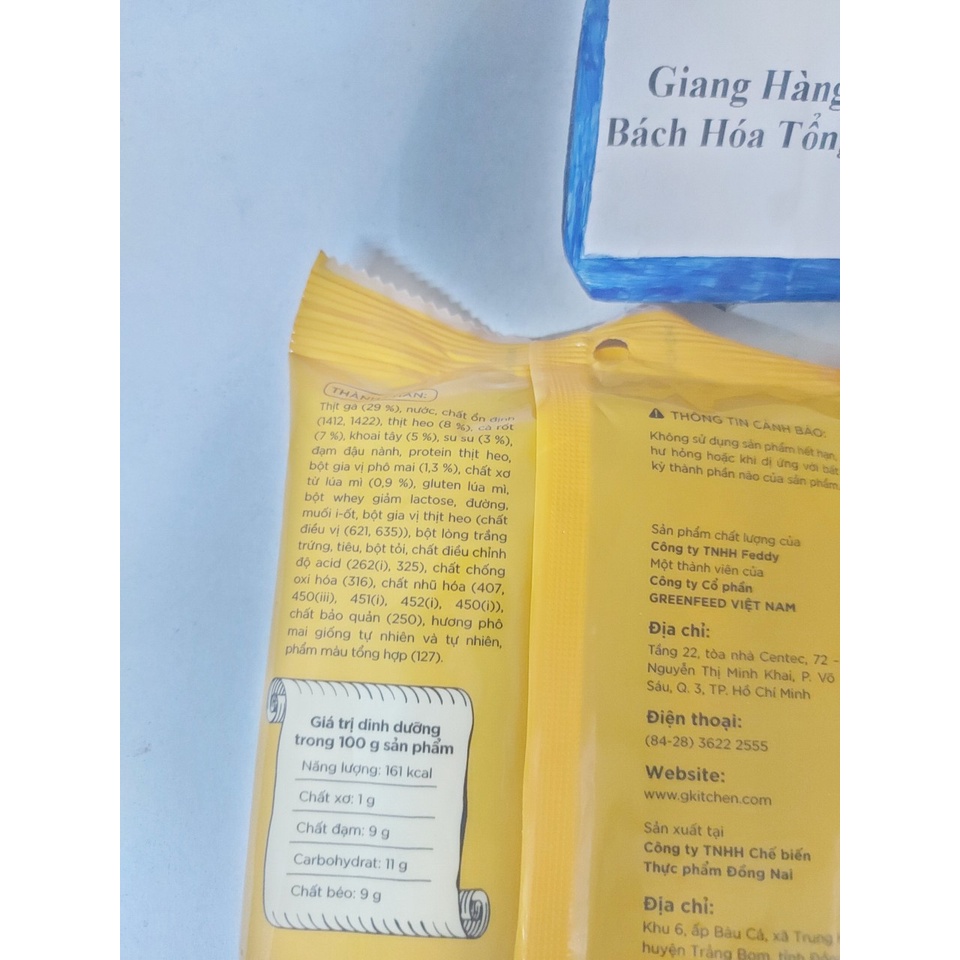 Giang Hàng
Bách Hóa Tổng
THÀNH PHẦN:
Thịt gà (29 %), nước, chất ổn định
(1412, 1422), thịt heo (8 %), cà rốt
(7 %), khoai tây (5 %), su su (3 %),
đạm đậu nành, protein thịt heo,
bột gia vị phô mai (1,3 %), chất xơ
từ lúa mì (0,9 %), gluten lúa mì,
bột whey giảm lactose, đường,
muối i-ốt, bột gia vị thịt heo (chất
điều vị (621, 635)), bột lòng trắng
trứng, tiêu, bột tỏi, chất điều chỉnh
độ acid (262(i), 325), chất chống
oxi hóa (316), chất nhũ hóa (407,
450(iii), 451(i), 452(i), 450(i)),
chất bảo quản (250), hương phô
mai giống tự nhiên và tự nhiên,
phẩm màu tổng hợp (127).
Giá trị dinh dưỡng
trong 100 g sản phẩm
Năng lượng: 161 kcal
Chất xơ: 1 g
Chất đạm: 9 g
Carbohydrat: 11 g
Chất béo: 9 g
THÔNG TIN CẢNH BÁO:
Không sử dụng sản phẩm hết hạn,
hư hỏng hoặc khi dị ứng với bất
kỳ thành phần nào của sản phẩm.
Sản phẩm chất lượng của
Công ty TNHH Feddy
Một thành viên của
Công ty Cổ phần
GREENFEED VIỆT NAM
Địa chỉ:
Tầng 22, tòa nhà Centec, 72 -
Nguyễn Thị Minh Khai, P. Võ
Sáu, Q. 3, TP. Hồ Chí Minh
Điện thoại:
(84-28) 3622 2555
Website:
www.gkitchen.com
Sản xuất tại
Công ty TNHH Chế biến
Thực phẩm Đồng Nai
Địa chỉ:
Khu 6, ấp Bàu Cá, xã Trung
huyện Trảng Bom, tỉnh